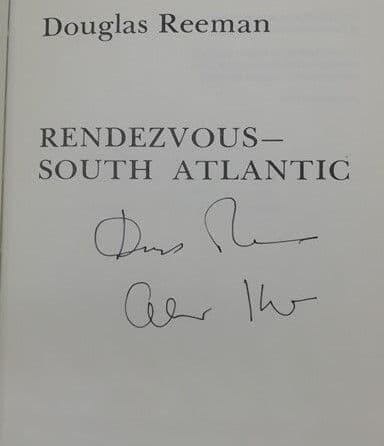 Douglas Reeman
RENDEZVOUS—
SOUTH ATLANTIC